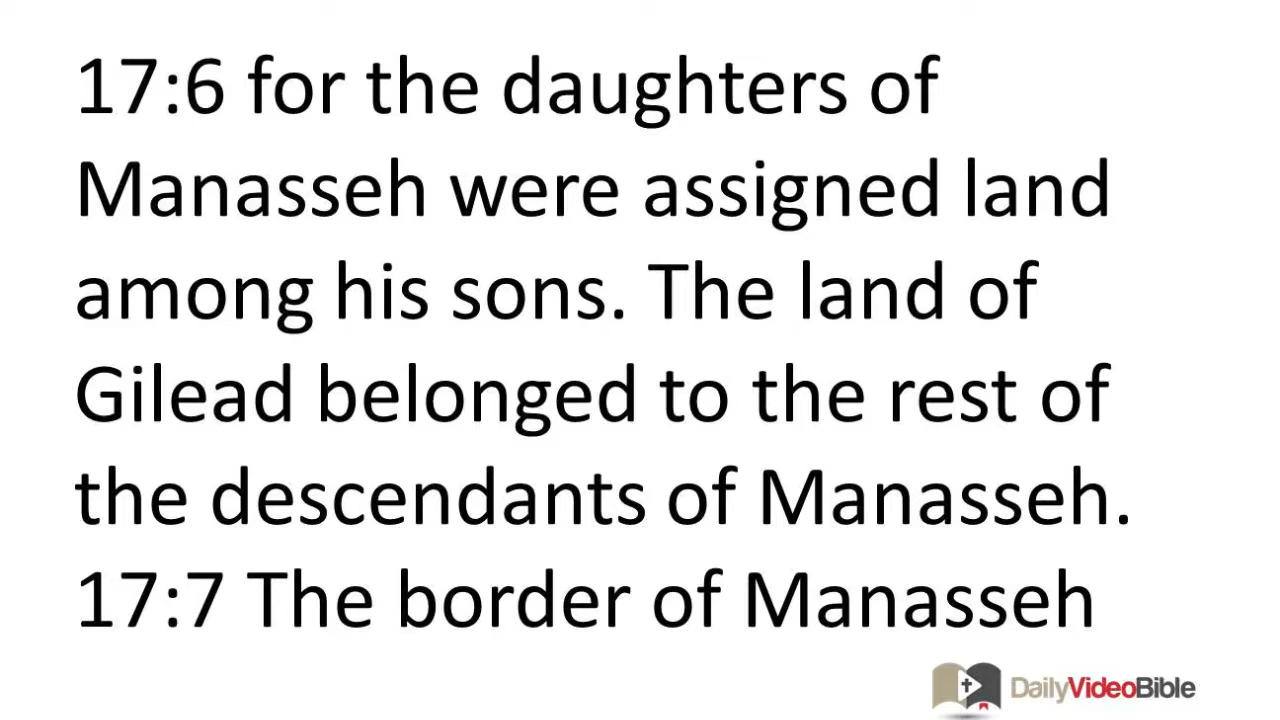 17:6 for the daughters of
Manasseh were assigned land
among his sons. The land of
Gilead belonged to the rest of
the descendants of Manasseh.
17:7 The border of Manasseh
DailyVideoBible